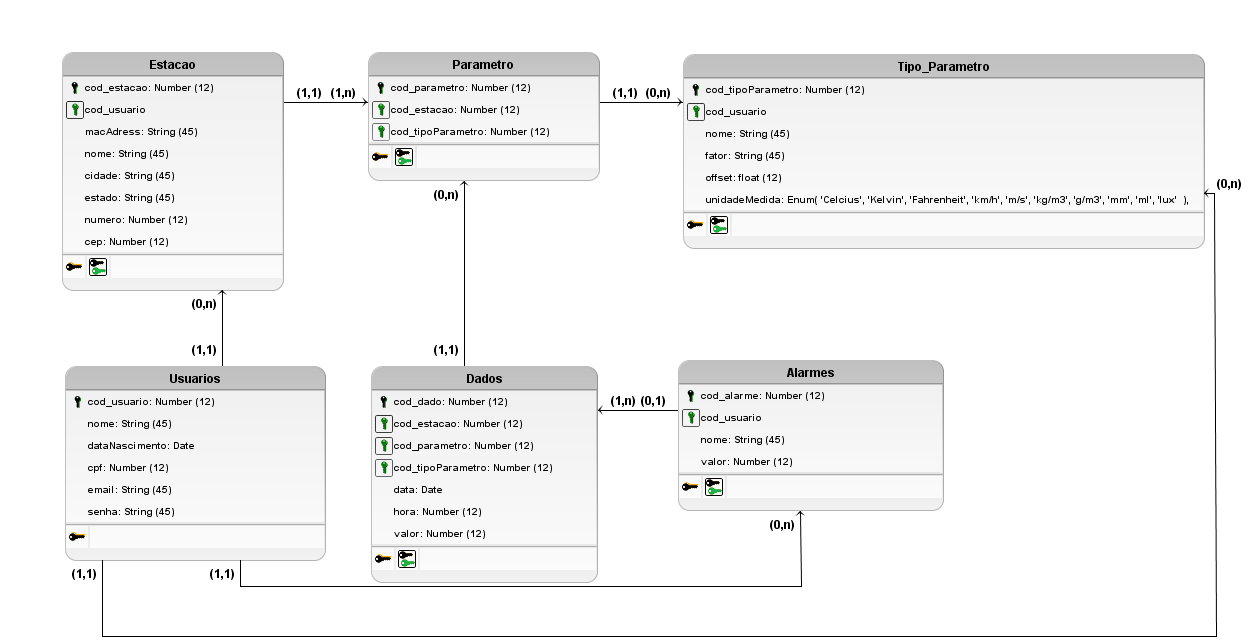 Estacao
cod_estacao: Number (12)
cod_usuario
macAdress: String (45)
nome: String (45)
cidade: String (45)
estado: String (45)
numero: Number (12)
cep: Number (12)
(1,1) (1,n)
Parametro
cod_parametro: Number (12)
cod_estacao: Number (12)
cod_tipoParametro: Number (12)
(1,1) (0,n)
Tipo_Parametro
cod_tipoParametro: Number (12)
cod_usuario
nome: String (45)
fator: String (45)
offset: float (12)
unidadeMedida: Enum( 'Celcius', 'Kelvin', 'Fahrenheit', 'km/h', 'm/s', 'kg/m3', 'g/m3', 'mm', 'ml', 'lux' ),
(0,n)
(0,n)
(1,1)
(0,n)
(1,1)
Usuarios
cod_usuario: Number (12)
nome: String (45)
dataNascimento: Date
cpf: Number (12)
email: String (45)
senha: String (45)
(1,1)
(1,1)
Dados
cod_dado: Number (12)
cod_estacao: Number (12)
cod_parametro: Number (12)
cod_tipoParametro: Number (12)
data: Date
hora: Number (12)
valor: Number (12)
(1,n) (0,1)
Alarmes
cod_alarme: Number (12)
cod_usuario
nome: String (45)
valor: Number (12)
(0,n)